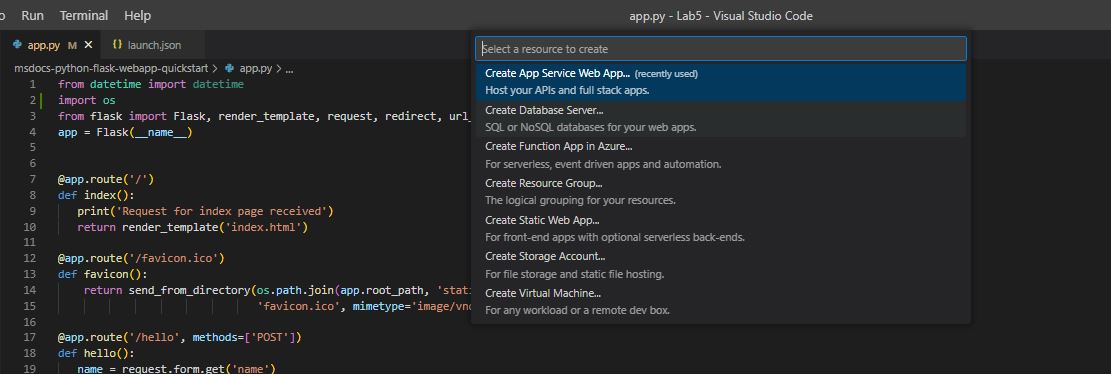 o Run Terminal Help app.py - Lab5 - Visual Studio Code
app.py M launch.json
msdocs-python-flask-webapp-quickstart > app.py > ...
1 from datetime import datetime
2 import os
3 from flask import Flask, render_template, request, redirect, url_
4 app = Flask(__name__)
5
6
7 @app.route('/')
8 def index():
9 print('Request for index page received')
10 return render_template('index.html')
11
12 @app.route('/favicon.ico')
13 def favicon():
14 return send_from_directory(os.path.join(app.root_path, 'stati
15 'favicon.ico', mimetype='image/vnd
16
17 @app.route('/hello', methods=['POST'])
18 def hello():
19 name = request.form.get('name')
Select a resource to create
Create App Service Web App... (recently used)
Host your APIs and full stack apps.
Create Database Server...
SQL or NoSQL databases for your web apps.
Create Function App in Azure...
For serverless, event driven apps and automation.
Create Resource Group...
The logical grouping for your resources.
Create Static Web App...
For front-end apps with optional serverless back-ends.
Create Storage Account...
For file storage and static file hosting.
Create Virtual Machine...
For any workload or a remote dev box.